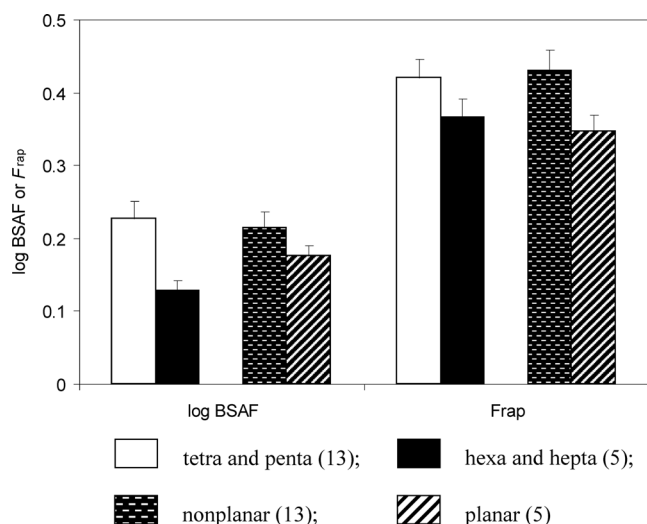 0.5
0.4
0.3
0.2
0.1
0
log BSAF or Frap
log BSAF Frap
tetra and penta (13); hexa and hepta (5);
nonplanar (13); planar (5)